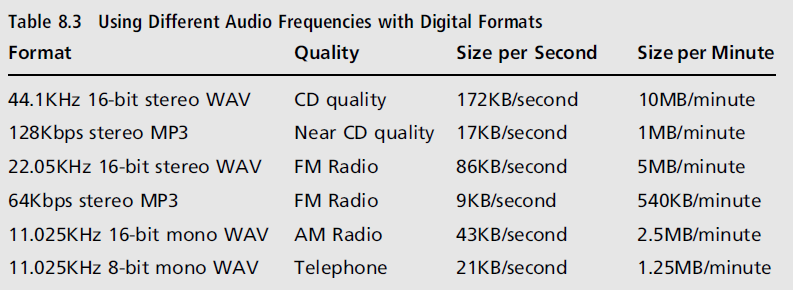 Table 8.3 Using Different Audio Frequencies with Digital Formats
Format Quality Size per Second Size per Minute
44.1KHz 16-bit stereo WAV CD quality 172KB/second 10MB/minute
128Kbps stereo MP3 Near CD quality 17KB/second 1MB/minute
22.05KHz 16-bit stereo WAV FM Radio 86KB/second 5MB/minute
64Kbps stereo MP3 FM Radio 9KB/second 540KB/minute
11.025KHz 16-bit mono WAV AM Radio 43KB/second 2.5MB/minute
11.025KHz 8-bit mono WAV Telephone 21KB/second 1.25MB/minute